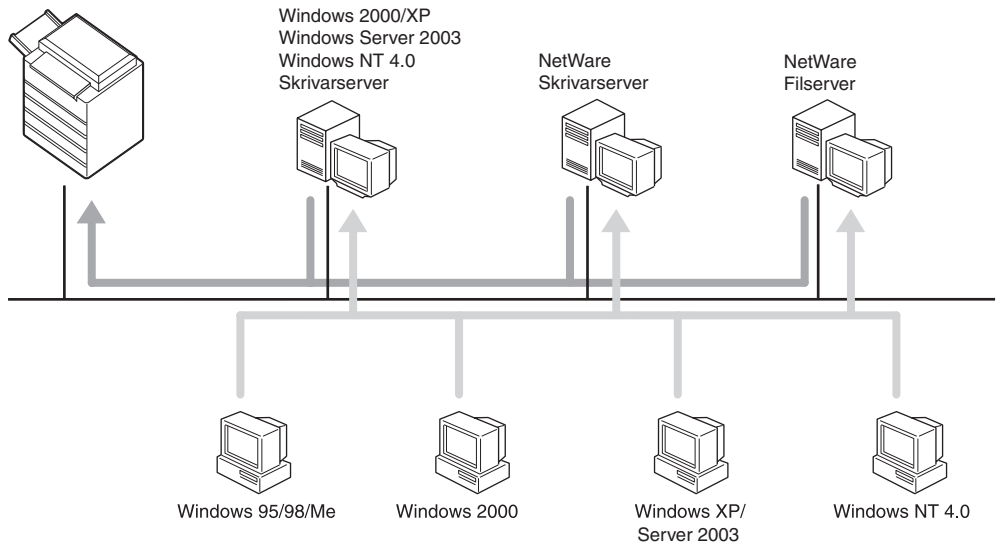 Windows 2000/XP
Windows Server 2003
Windows NT 4.0
Skrivarserver
NetWare
Skrivarserver
NetWare
Filserver
Windows 95/98/Me
Windows 2000
Windows XP/
Server 2003
Windows NT 4.0